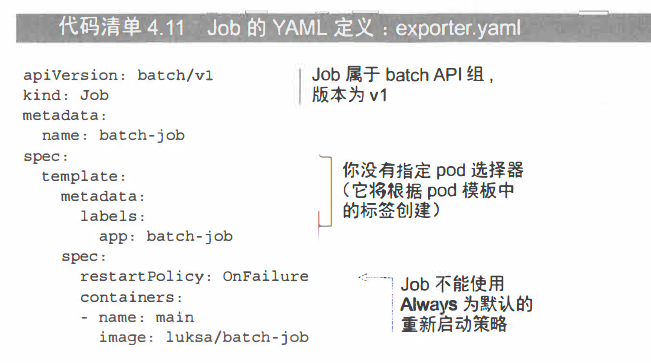 代码清单 4.11 Job 的 YAML 定义：exporter.yaml
apiVersion: batch/v1
kind: Job
metadata:
  name: batch-job
spec:
  template:
    metadata:
      labels:
        app: batch-job
    spec:
      restartPolicy: OnFailure
      containers:
      - name: main
        image: luksa/batch-job
Job 属于 batch API 组，
版本为 v1
你没有指定 pod 选择器
（它将根据 pod 模板中
的标签创建）
Job 不能使用
Always 为默认的
重新启动策略